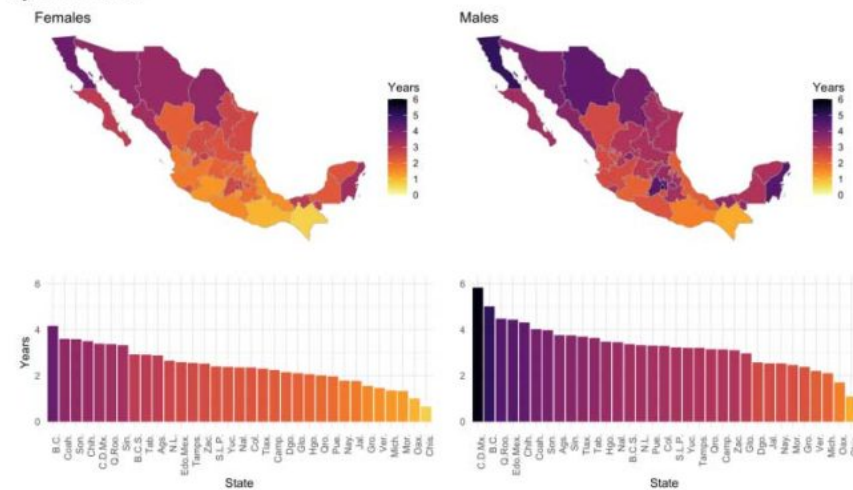 Females
Males
Years
6
5
4
3
2
1
0
Years
6
5
4
3
2
1
0
6
4
2
0
Years
B.C.
Coah.
Son.
Chih.
C.D.Mx.
Q.Roo.
Sin.
B.C.S.
Tab.
Ags.
N.L.
Edo.Mex.
Tamps.
Zac.
S.L.P.
Yuc.
Nal.
Col.
Tlax.
Camp.
Dgo.
Gto.
Hgo.
Qro.
Pue.
Nay.
Jal.
Gro.
Ver.
Mich.
Mor.
Oax.
Chis.
State
6
4
2
0
C.D.Mx.
B.C.
Q.Roo.
Edo.Mex.
Chih.
Coah.
Son.
Ags.
Sin.
Tlax.
Tab.
Hgo.
Nal.
B.C.S.
N.L.
Pue.
Col.
S.L.P.
Yuc.
Tamps.
Qro.
Camp.
Zac.
Gto.
Dgo.
Jal.
Nay.
Mor.
Gro.
Ver.
Mich.
Oax.
State